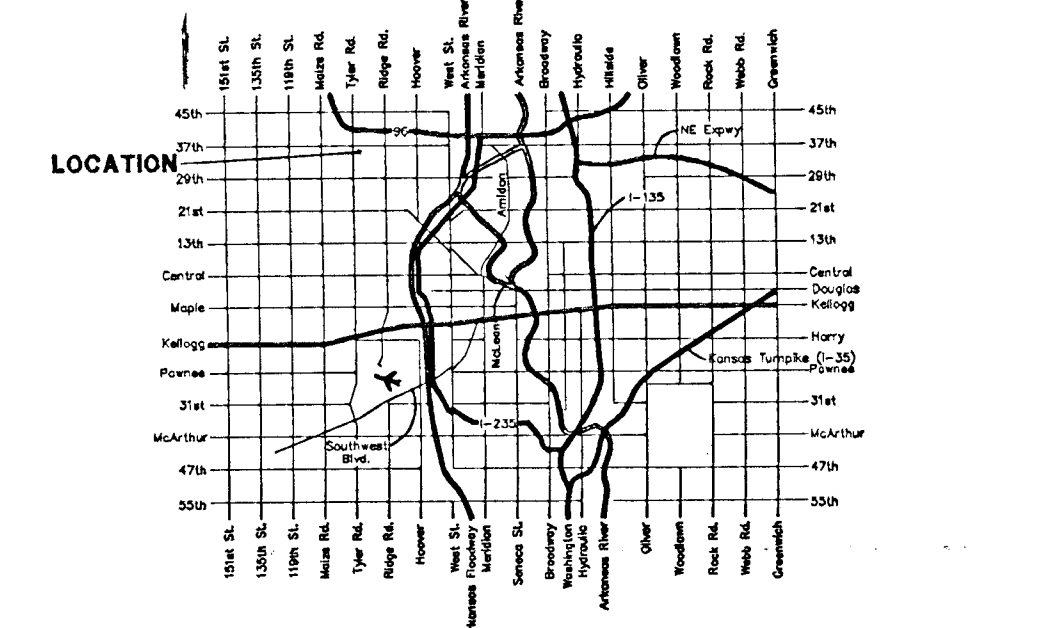 151st St.
135th St.
119th St.
Maize Rd.
Tyler Rd.
Ridge Rd.
Hoover
West St.
Arkansas River
Meridian
Arkansas River
Broadway
Hydraulic
Hillside
Oliver
Woodlawn
Rock Rd.
Webb Rd.
Greenwich
45th
45th
96
NE Expwy
37th
37th
LOCATION
29th
29th
Amidon
I-135
21st
21st
13th
13th
Central
Central
Douglas
Maple
Kellogg
McLean
Kellogg
Harry
Kansas Turnpike (I-35)
Pawnee
Pawnee
31st
31st
I-235
McArthur
McArthur
Southwest
Blvd.
47th
47th
55th
55th
151st St.
135th St.
119th St.
Maize Rd.
Tyler Rd.
Ridge Rd.
Hoover
West St.
kansas Floodway
Meridian
Seneca St.
Broadway
Washington
Hydraulic
Arkansas River
Oliver
Woodlawn
Rock Rd.
Webb Rd.
Greenwich